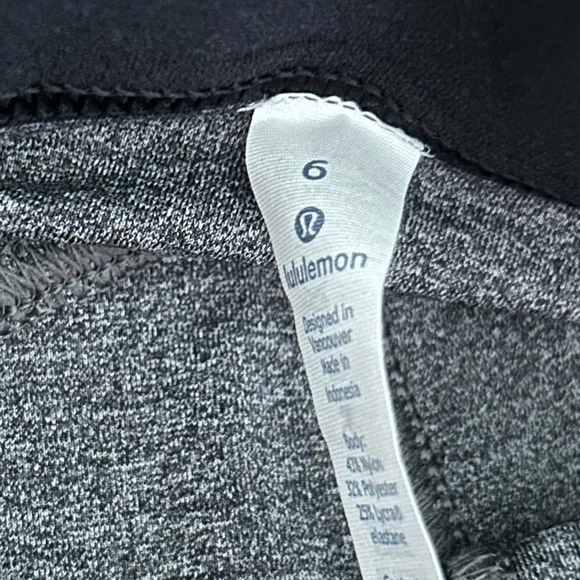 6
lululemon
Designed in
Vancouver
Made in
Indonesia
Body:
43% Nylon
32% Polyester
25% Lycra®
elastane